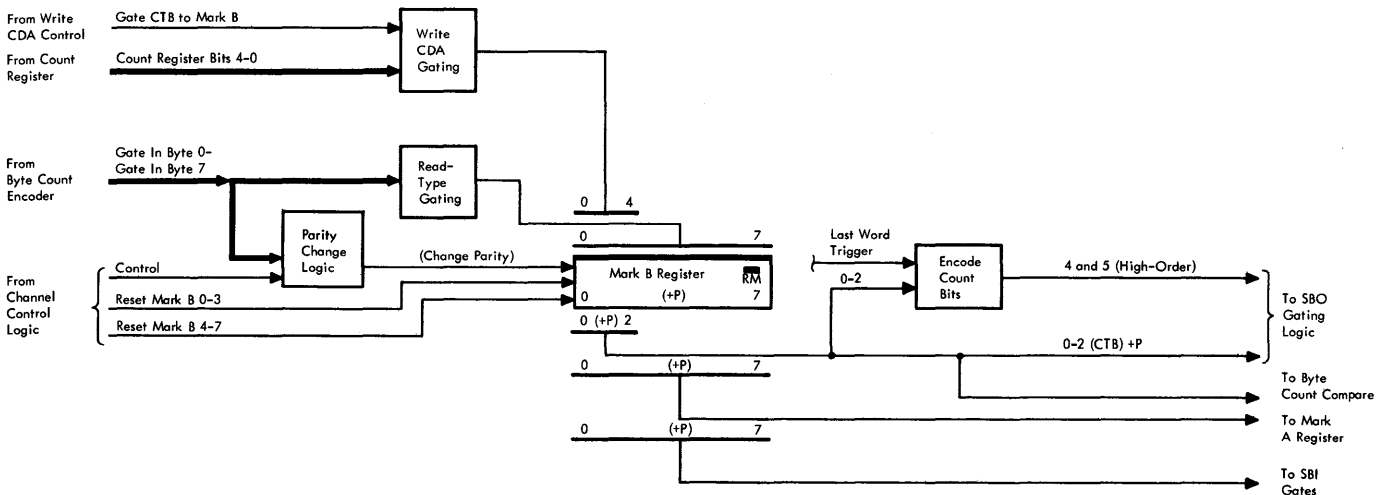 From Write
CDA Control
Gate CTB to Mark B
From Count
Register
Count Register Bits 4-0
Write
CDA
Gating
From
Byte Count
Encoder
Gate In Byte 0-
Gate In Byte 7
Read-
Type
Gating
Parity
Change
Logic
From
Channel
Control
Logic
Control
Reset Mark B 0-3
Reset Mark B 4-7
(Change Parity)
0 4
0 7
Mark B Register RM
0 (+P) 7
0 (+P) 2
0 (+P) 7
0 (+P) 7
Last Word
Trigger
0-2
Encode
Count
Bits
4 and 5 (High-Order)
0-2 (CTB) +P
To SBO
Gating
Logic
To Byte
Count Compare
To Mark
A Register
To SBI
Gates